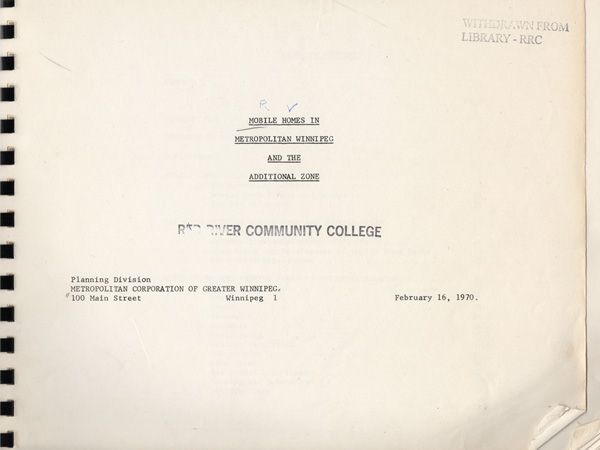 WITHDRAWN FROM
LIBRARY - RRC
R ✓
MOBILE HOMES IN
METROPOLITAN WINNIPEG
AND THE
ADDITIONAL ZONE
RED RIVER COMMUNITY COLLEGE
Planning Division
METROPOLITAN CORPORATION OF GREATER WINNIPEG,
100 Main Street Winnipeg 1 February 16, 1970.